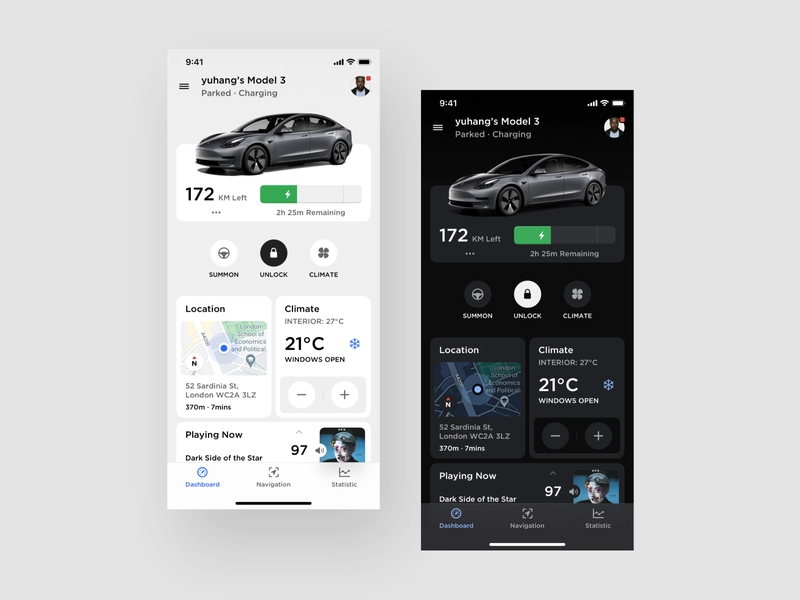 9:41
yuhang's Model 3
Parked · Charging
172 KM Left
2h 25m Remaining
SUMMON
UNLOCK
CLIMATE
Location
London
School of
Economics
and Political
A4200
N
52 Sardinia St,
London WC2A 3LZ
370m · 7mins
Climate
INTERIOR: 27°C
21°C
WINDOWS OPEN
Playing Now
Dark Side of the Star
97
Dashboard
Navigation
Statistic
9:41
yuhang's Model 3
Parked · Charging
172 KM Left
2h 25m Remaining
SUMMON
UNLOCK
CLIMATE
Location
London
School of
Economics
and Political
A4200
N
52 Sardinia St,
London WC2A 3LZ
370m · 7mins
Climate
INTERIOR: 27°C
21°C
WINDOWS OPEN
Playing Now
Dark Side of the Star
97
Dashboard
Navigation
Statistic